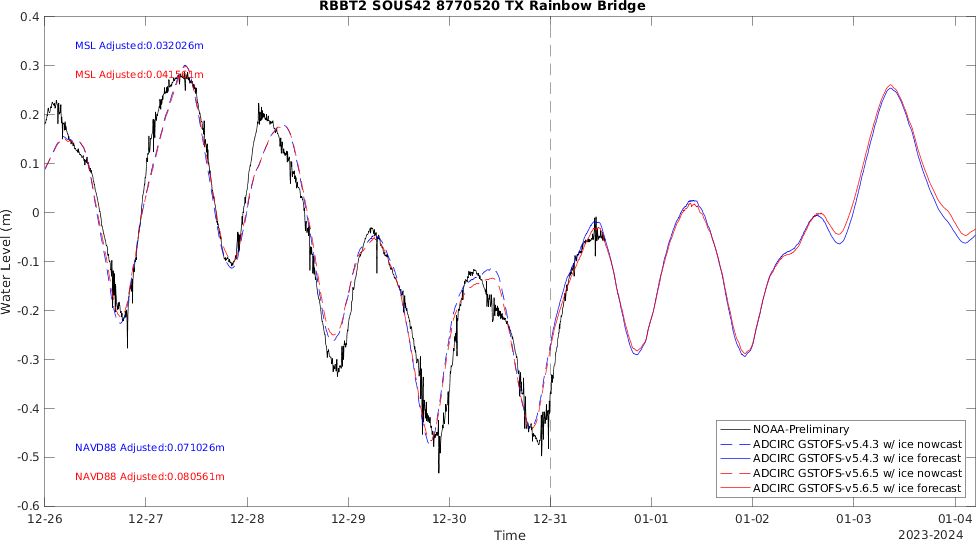 RBBT2 SOUS42 8770520 TX Rainbow Bridge
0.4
0.3
0.2
0.1
0
-0.1
-0.2
-0.3
-0.4
-0.5
-0.6
Water Level (m)
MSL Adjusted:0.032026m
MSL Adjusted:
NAVD88 Adjusted:0.071026m
NAVD88 Adjusted:0.080561m
NOAA-Preliminary
ADCIRC GSTOFS-v5.4.3 w/ ice nowcast
ADCIRC GSTOFS-v5.4.3 w/ ice forecast
ADCIRC GSTOFS-v5.6.5 w/ ice nowcast
ADCIRC GSTOFS-v5.6.5 w/ ice forecast
12-26 12-27 12-28 12-29 12-30 12-31 01-01 01-02 01-03 01-04
Time
2023-2024